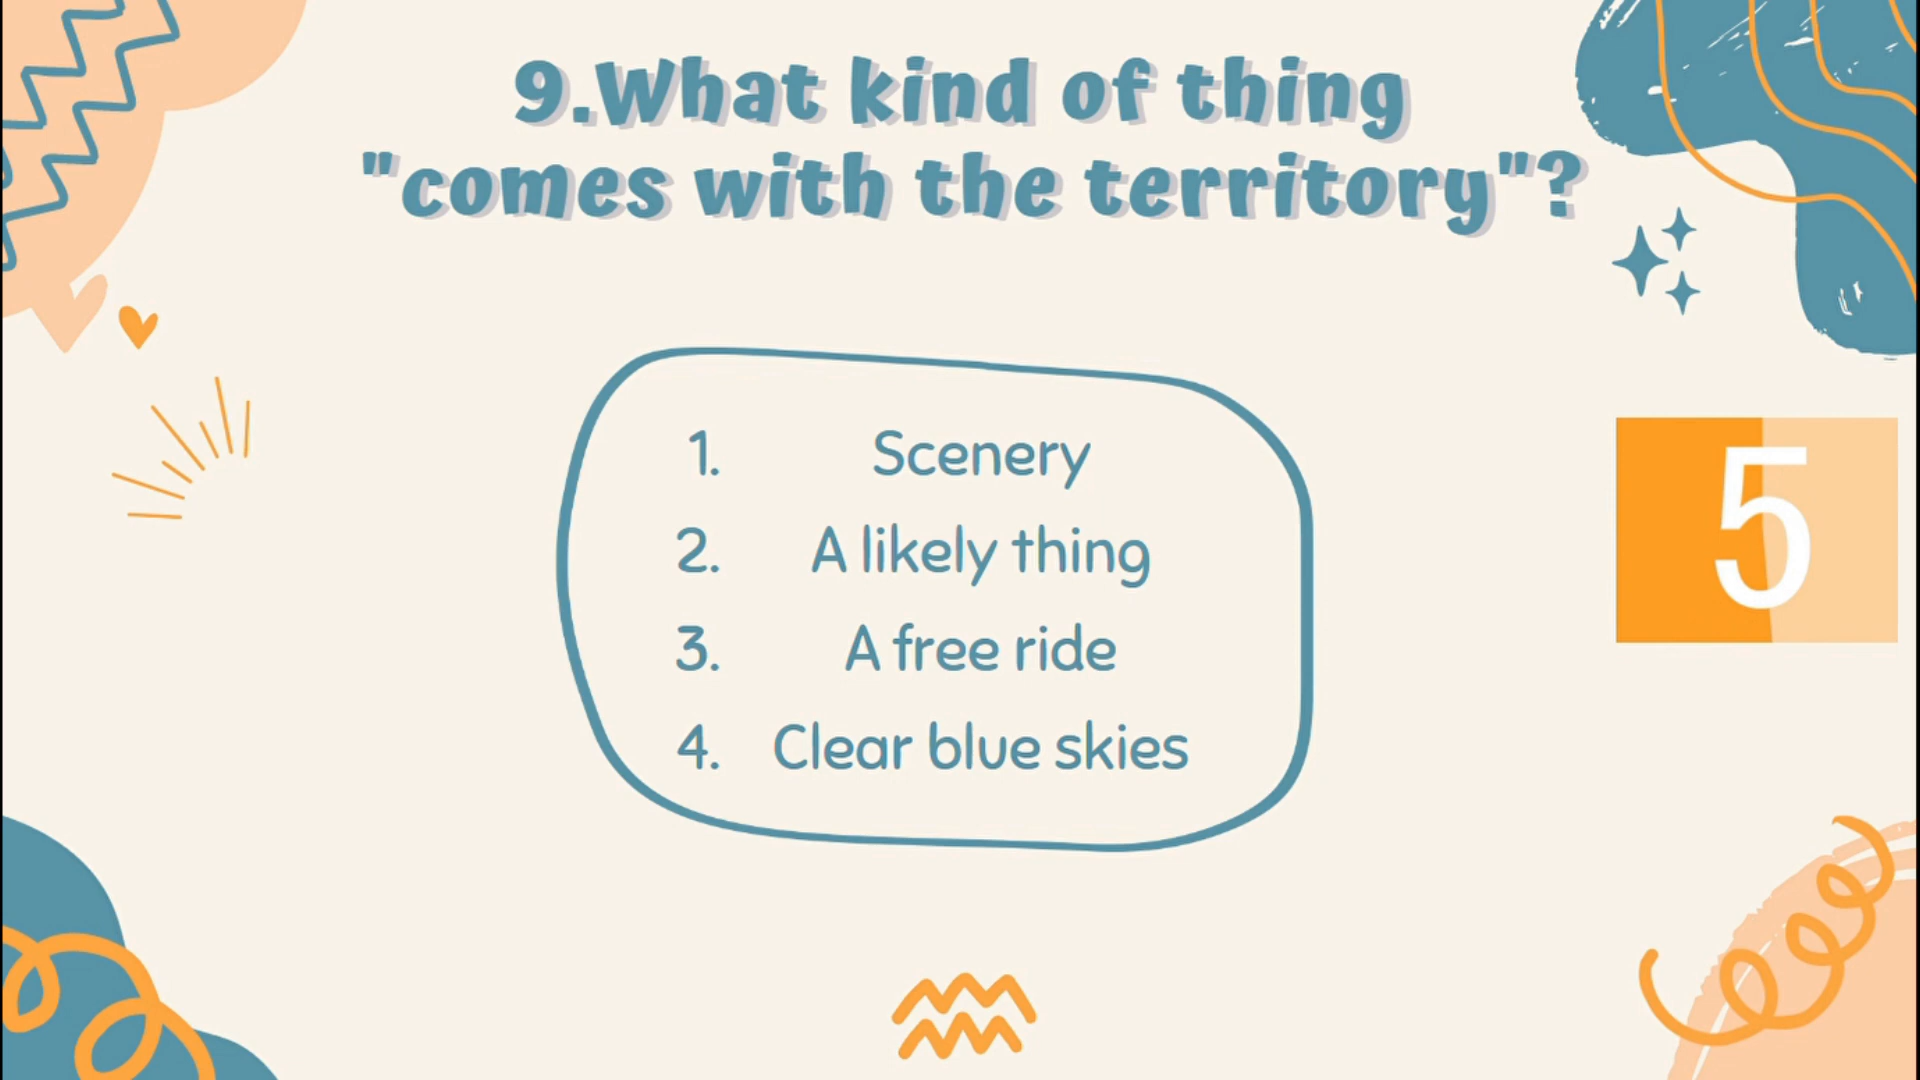 9.What kind of thing
"comes with the territory"?
1. Scenery
2. A likely thing
3. A free ride
4. Clear blue skies
5